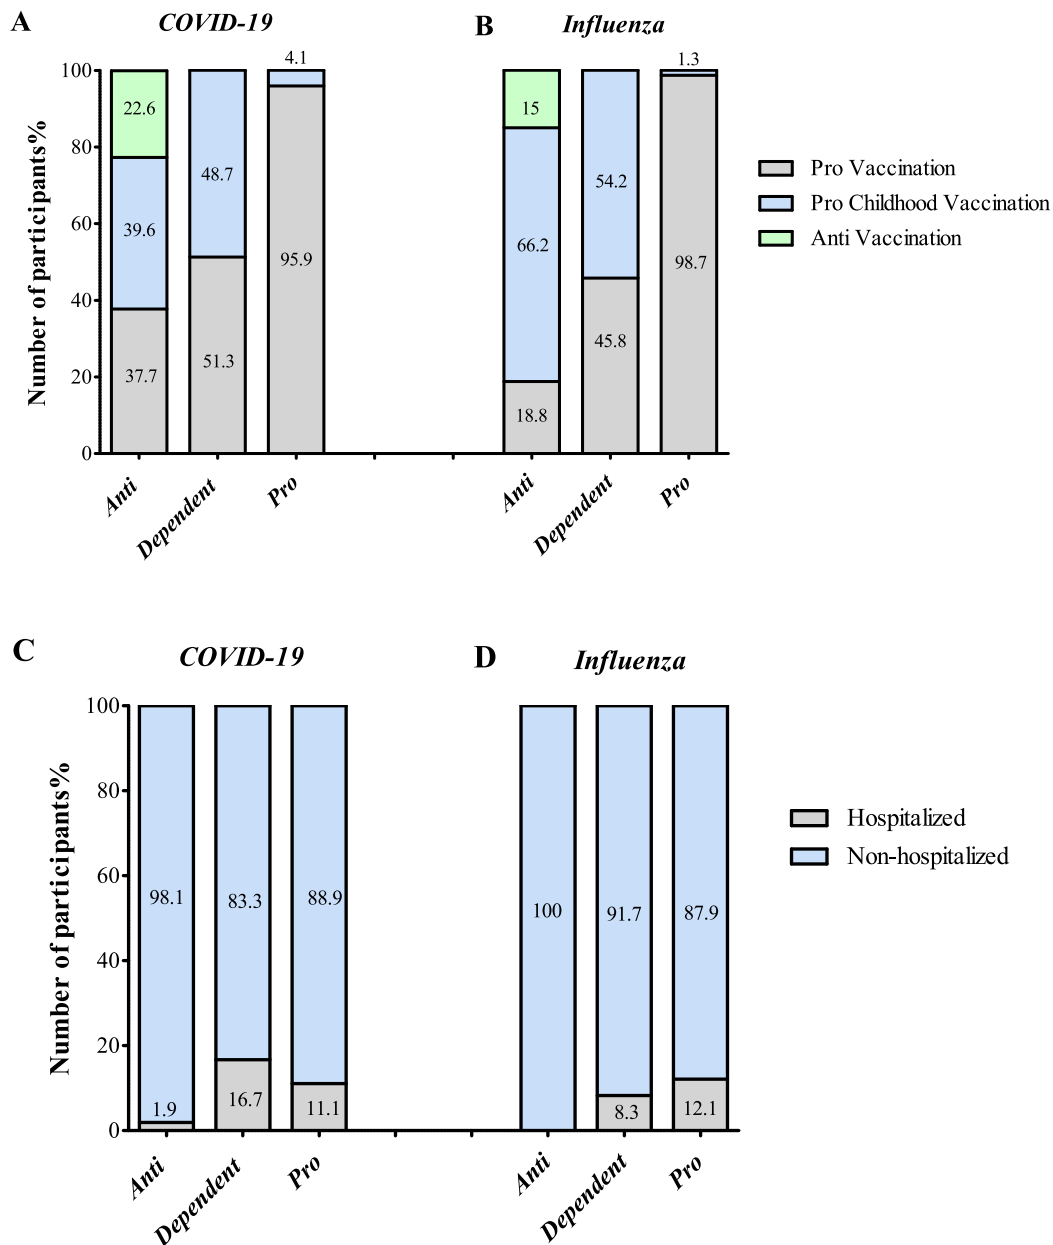 A
COVID-19
B
Influenza
Number of participants%
100
80
60
40
20
0
22.6
39.6
37.7
48.7
51.3
4.1
95.9
15
66.2
18.8
54.2
45.8
1.3
98.7
Anti
Dependent
Pro
Anti
Dependent
Pro
Pro Vaccination
Pro Childhood Vaccination
Anti Vaccination
C
COVID-19
D
Influenza
Number of participants%
100
80
60
40
20
0
98.1
1.9
83.3
16.7
88.9
11.1
100
91.7
8.3
87.9
12.1
Anti
Dependent
Pro
Anti
Dependent
Pro
Hospitalized
Non-hospitalized